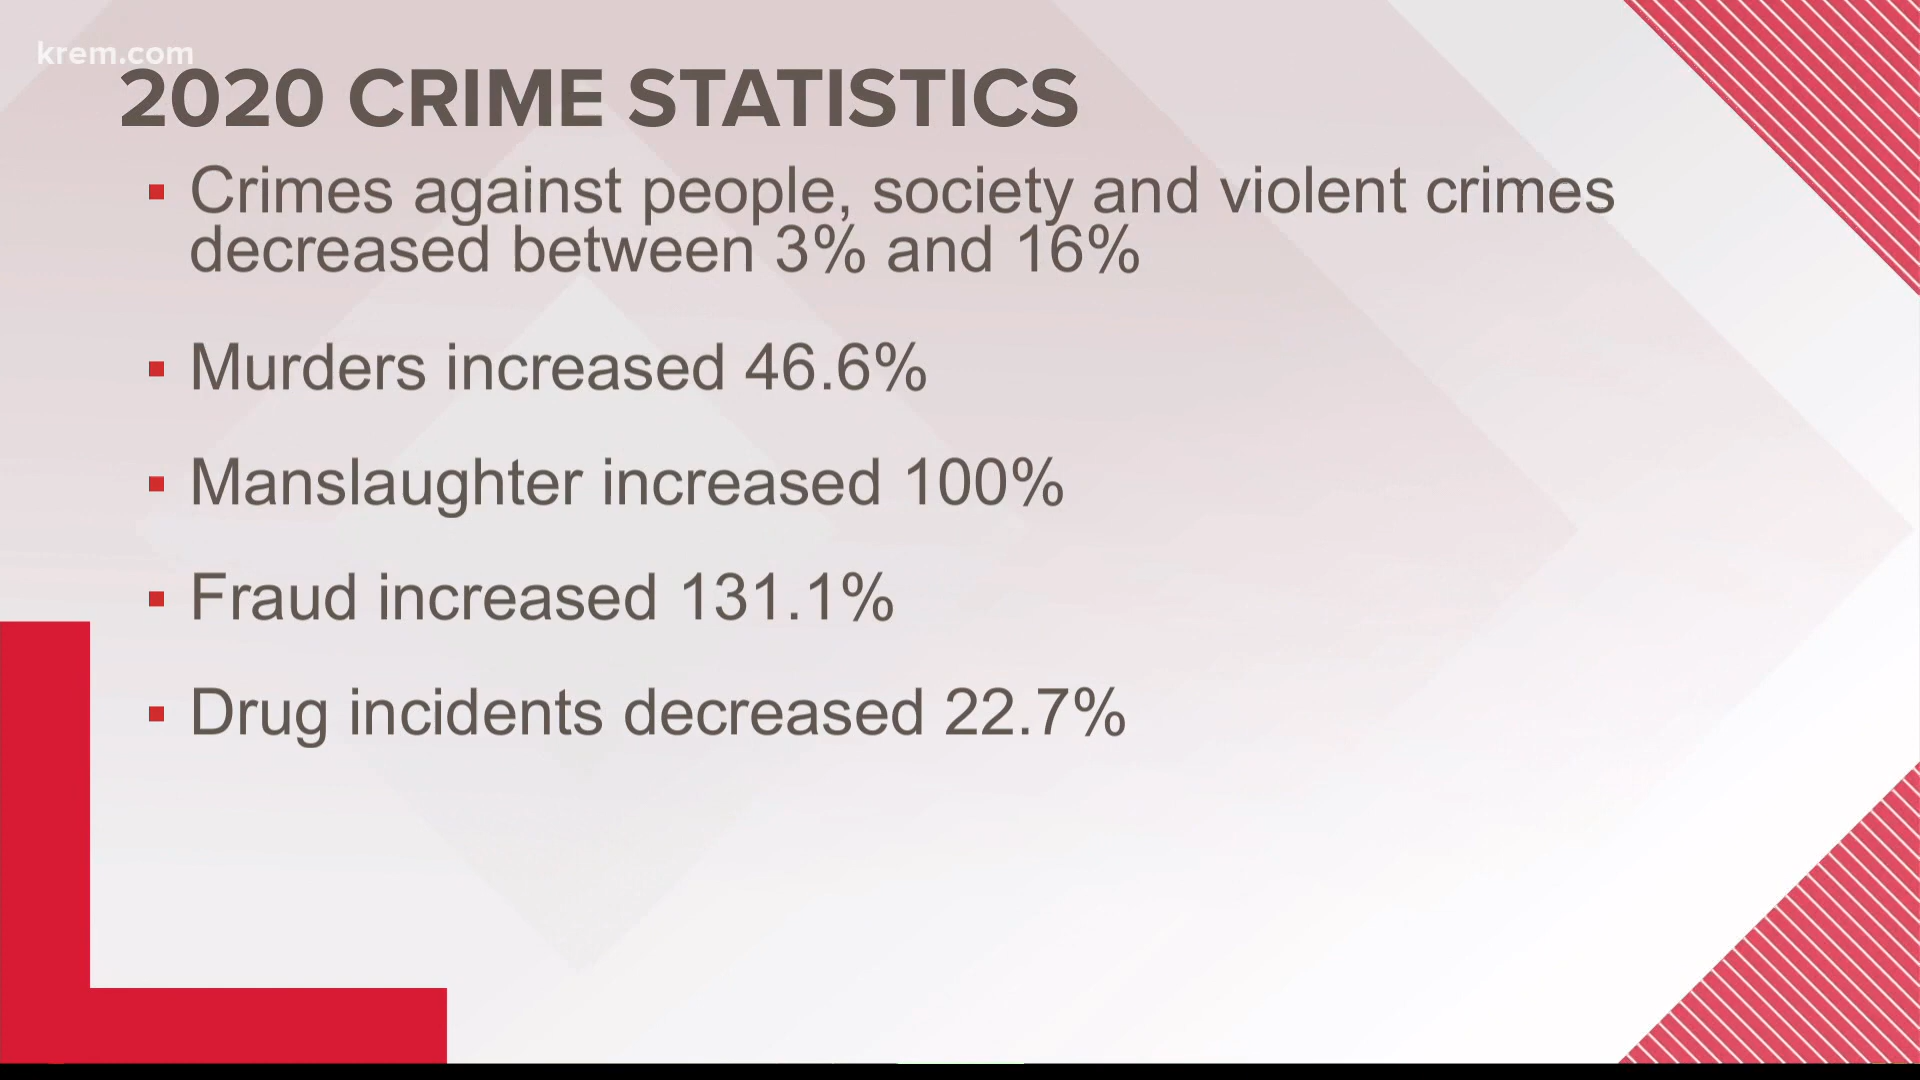 krem.com
2020 CRIME STATISTICS
▪ Crimes against people, society and violent crimes
decreased between 3% and 16%
▪ Murders increased 46.6%
▪ Manslaughter increased 100%
▪ Fraud increased 131.1%
▪ Drug incidents decreased 22.7%